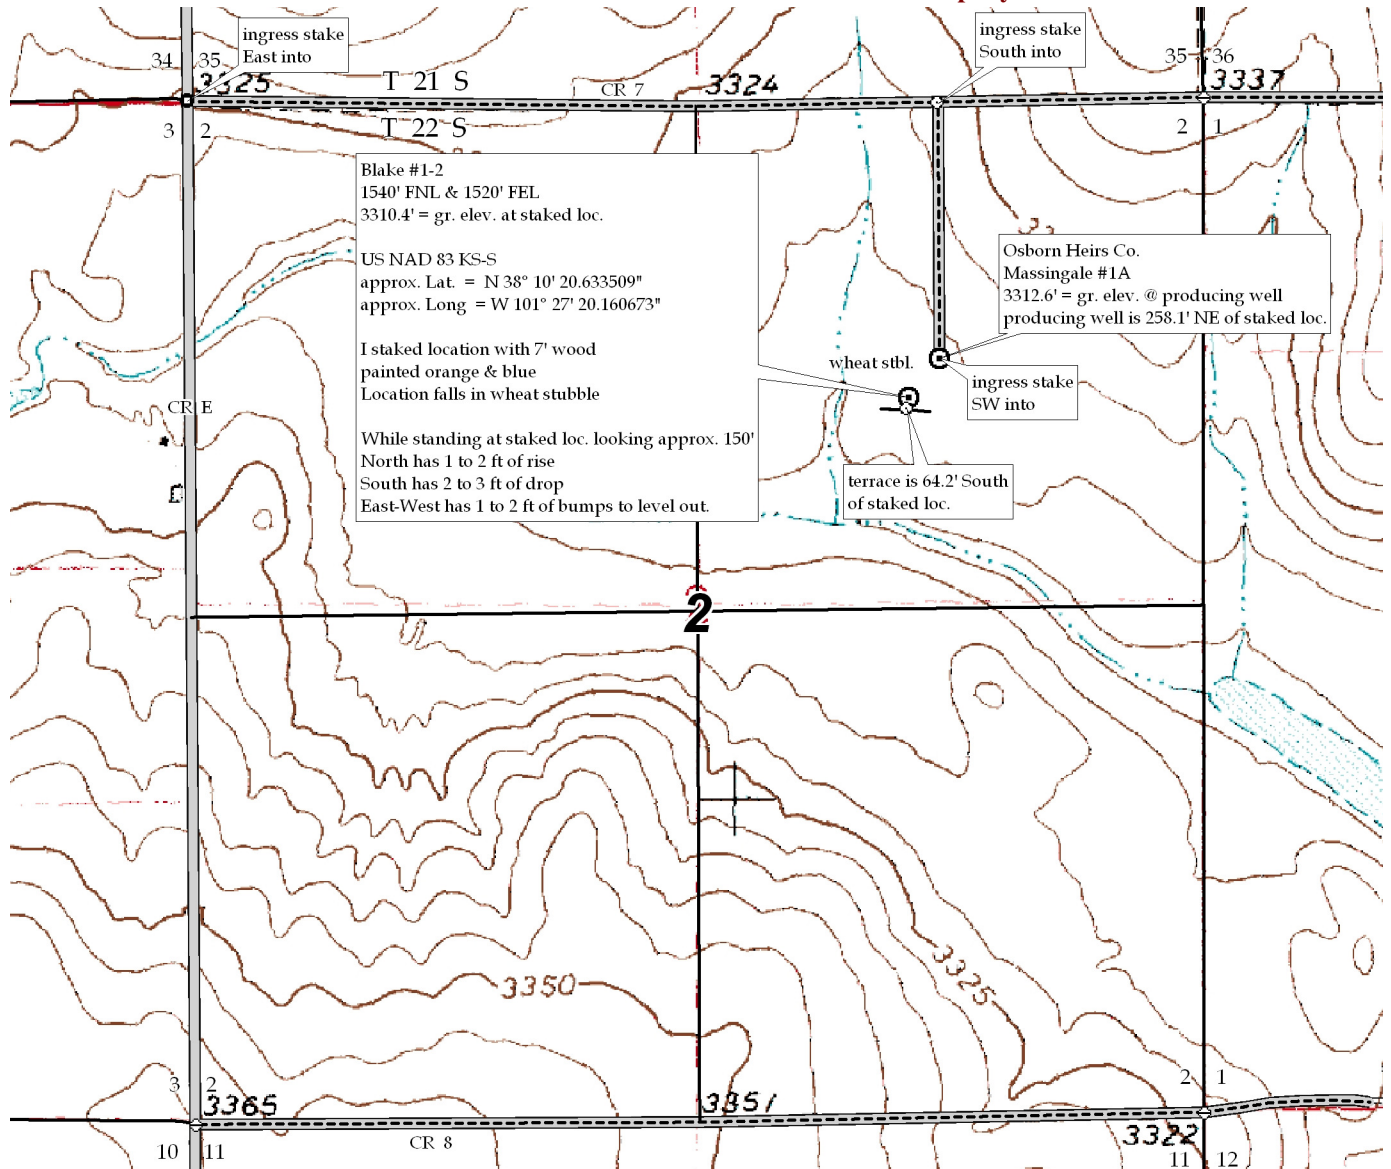 ingress stake
East into
ingress stake
South into
34 35
35 36
3325
T 21 S
CR 7
3324
3337
3 2
T 22 S
2 1
Blake #1-2
1540' FNL & 1520' FEL
3310.4' = gr. elev. at staked loc.
US NAD 83 KS-S
approx. Lat. = N 38° 10' 20.633509"
approx. Long = W 101° 27' 20.160673"
I staked location with 7' wood
painted orange & blue
Location falls in wheat stubble
While standing at staked loc. looking approx. 150'
North has 1 to 2 ft of rise
South has 2 to 3 ft of drop
East-West has 1 to 2 ft of bumps to level out.
Osborn Heirs Co.
Massingale #1A
3312.6' = gr. elev. @ producing well
producing well is 258.1' NE of staked loc.
wheat stbl.
ingress stake
SW into
CR E
terrace is 64.2' South
of staked loc.
2
3325
3350
3 2
2 1
3365
3351
3322
CR 8
10 11
11 12